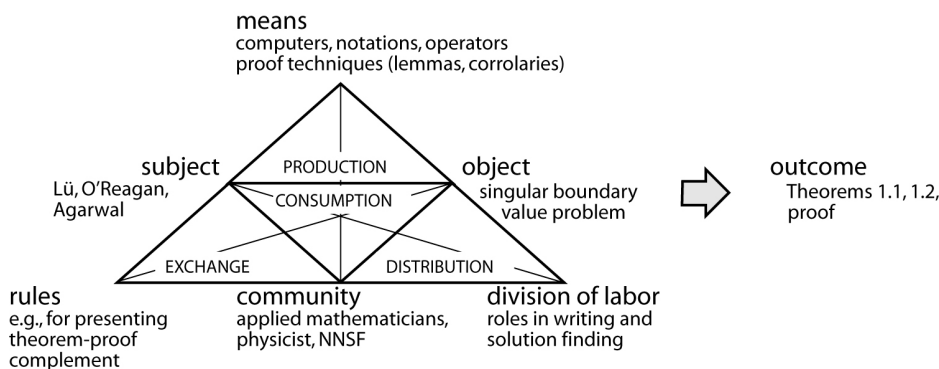 means
computers, notations, operators
proof techniques (lemmas, corrolaries)
subject
Lü, O'Reagan,
Agarwal
PRODUCTION
CONSUMPTION
object
singular boundary
value problem
outcome
Theorems 1.1, 1.2,
proof
EXCHANGE
DISTRIBUTION
rules
e.g., for presenting
theorem-proof
complement
community
applied mathematicians,
physicist, NNSF
division of labor
roles in writing and
solution finding